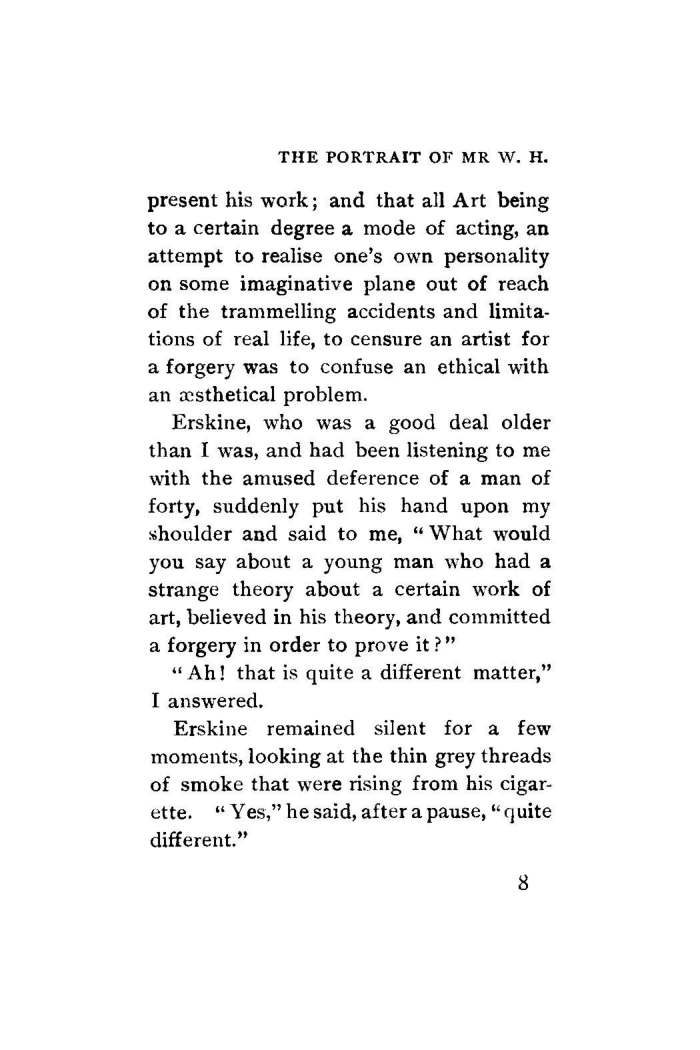 THE PORTRAIT OF MR W. H.
present his work; and that all Art being
to a certain degree a mode of acting, an
attempt to realise one's own personality
on some imaginative plane out of reach
of the trammelling accidents and limita-
tions of real life, to censure an artist for
a forgery was to confuse an ethical with
an æsthetical problem.
Erskine, who was a good deal older
than I was, and had been listening to me
with the amused deference of a man of
forty, suddenly put his hand upon my
shoulder and said to me, "What would
you say about a young man who had a
strange theory about a certain work of
art, believed in his theory, and committed
a forgery in order to prove it?"
"Ah! that is quite a different matter,"
I answered.
Erskine remained silent for a few
moments, looking at the thin grey threads
of smoke that were rising from his cigar-
ette. "Yes," he said, after a pause, "quite
different."
8